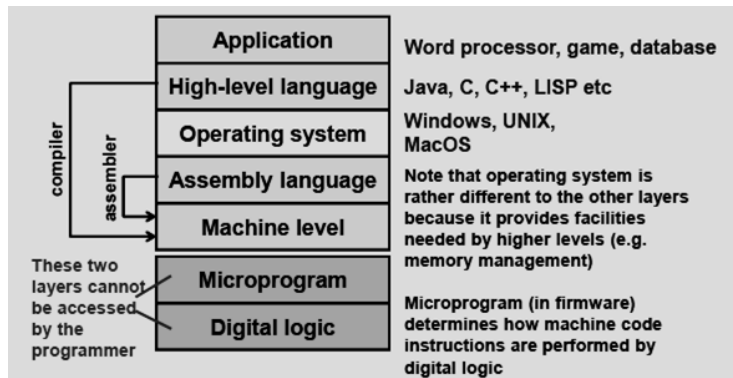 Application
Word processor, game, database
High-level language
Java, C, C++, LISP etc
Operating system
Windows, UNIX,
MacOS
compiler
assembler
Assembly language
Note that operating system is
rather different to the other layers
because it provides facilities
needed by higher levels (e.g.
memory management)
Machine level
These two
layers cannot
be accessed
by the
programmer
Microprogram
Digital logic
Microprogram (in firmware)
determines how machine code
instructions are performed by
digital logic